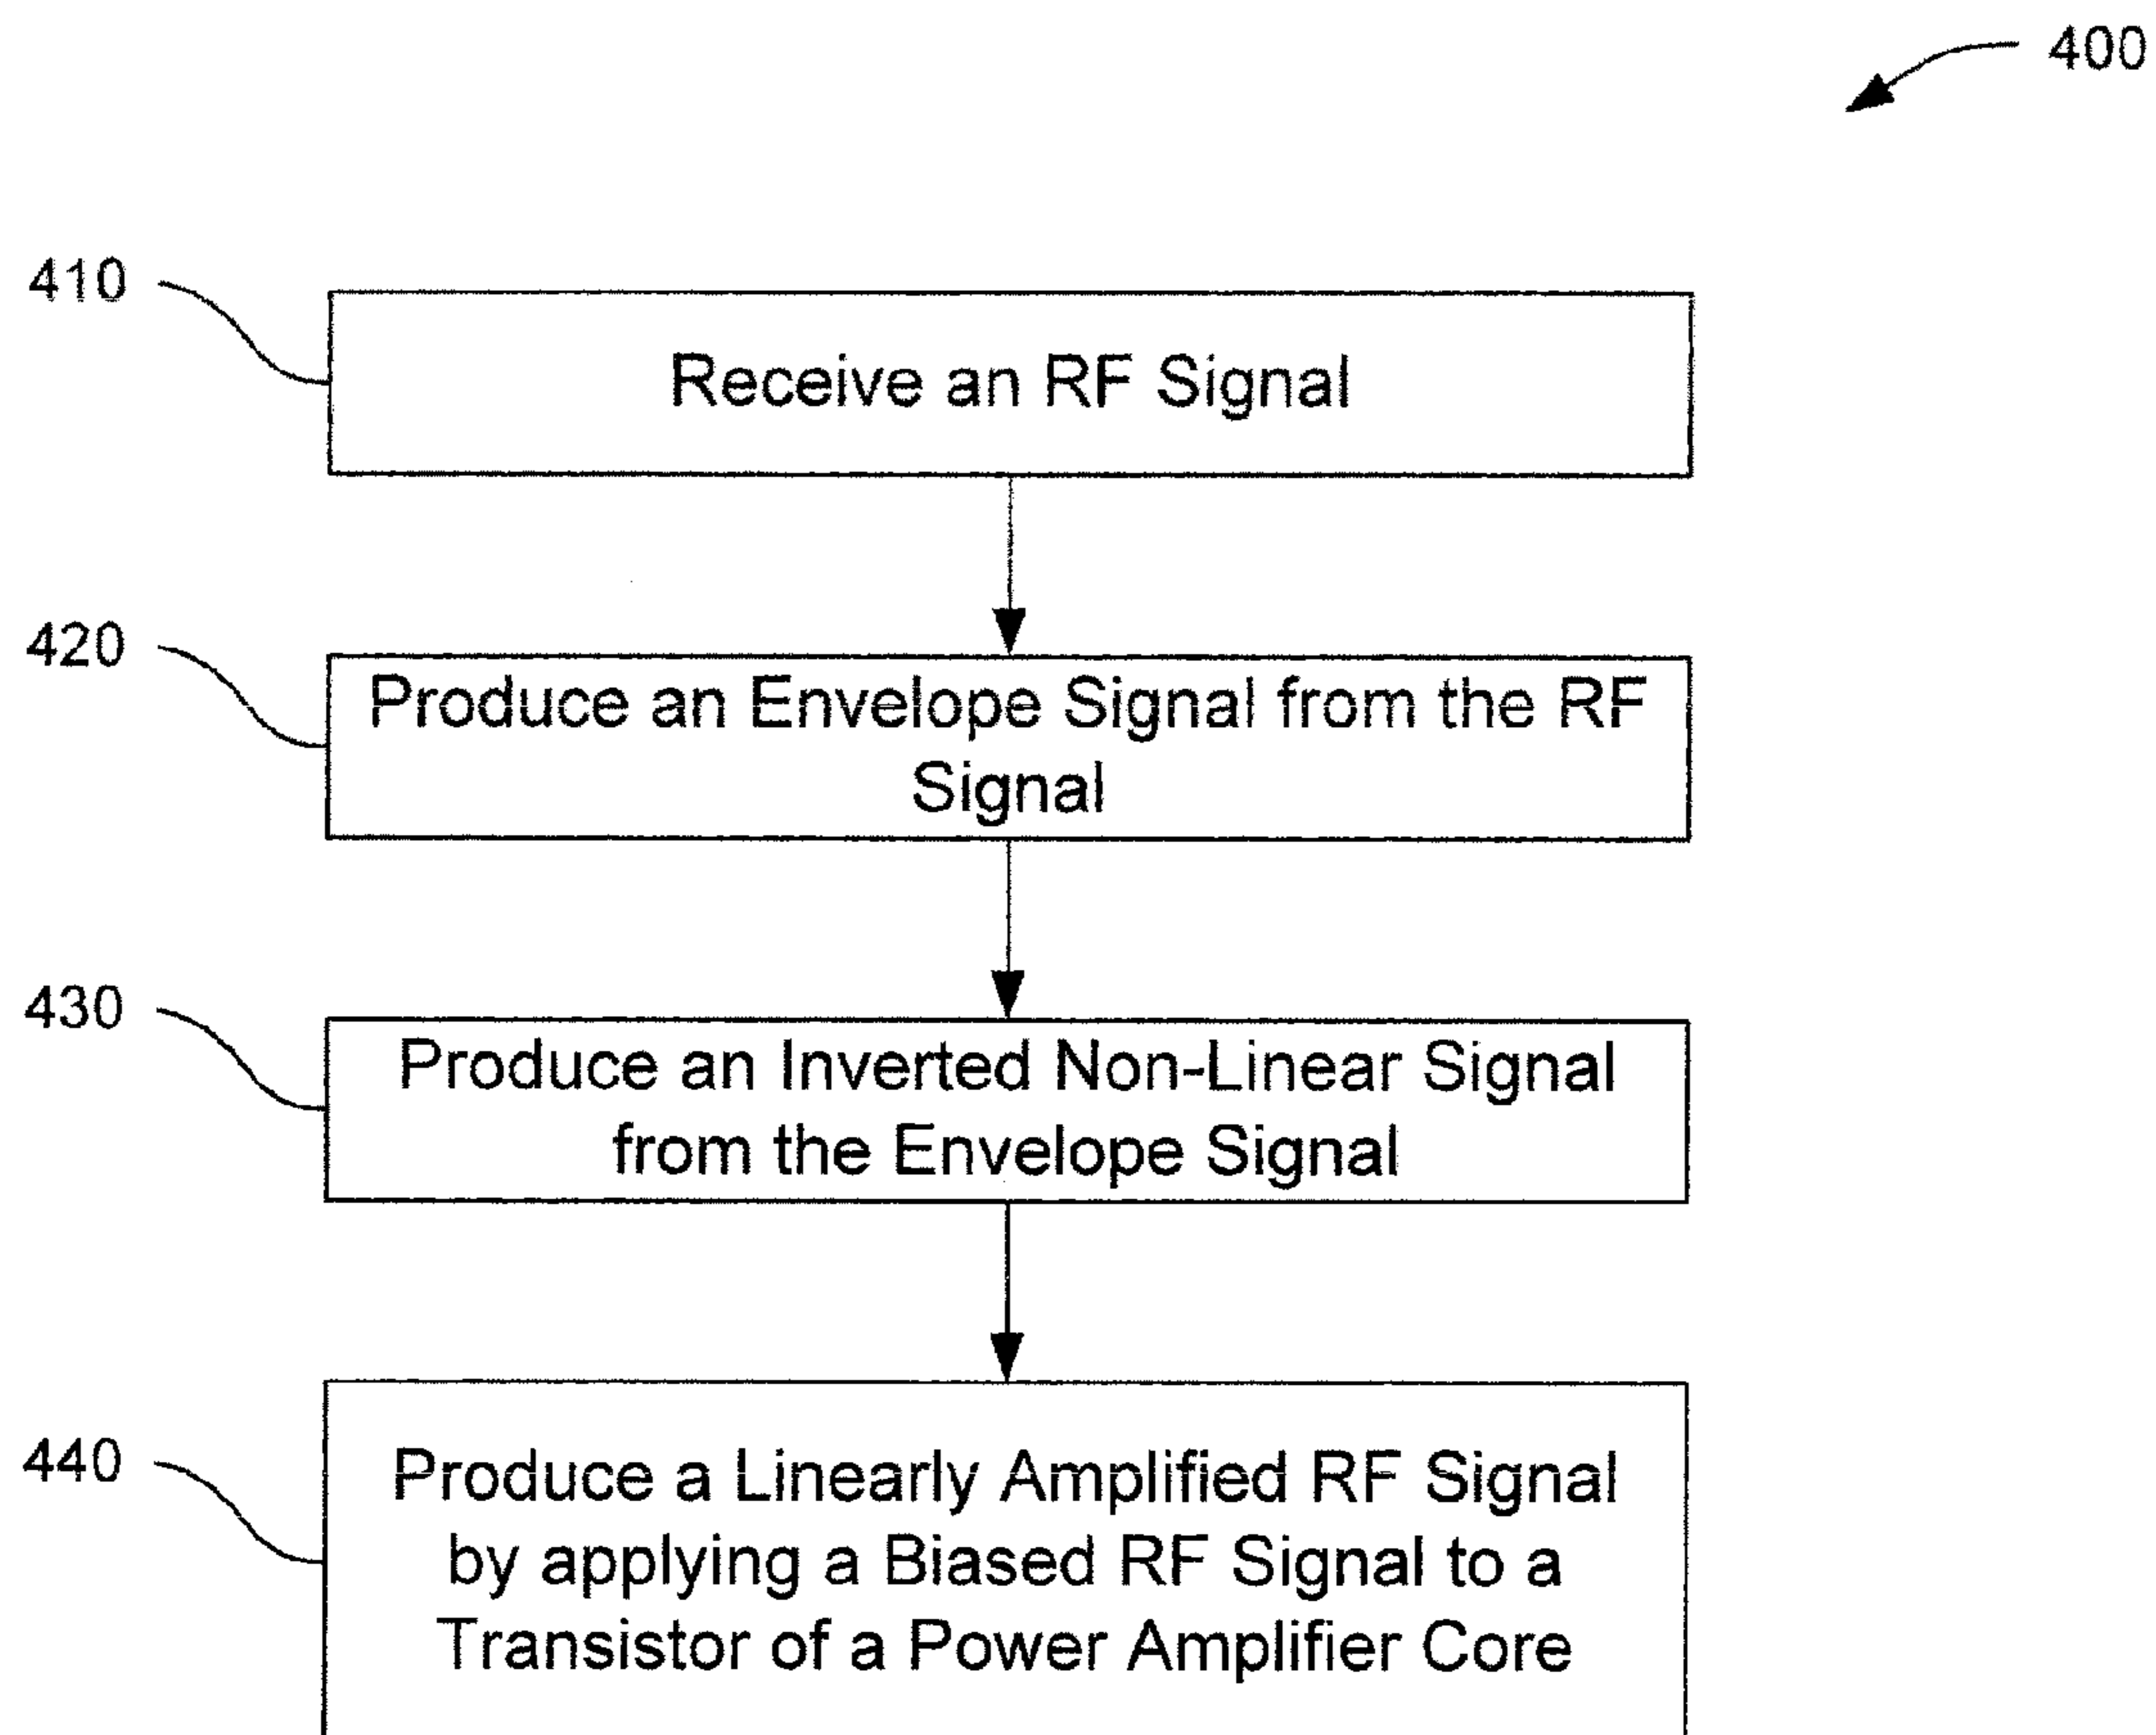 400
410
Receive an RF Signal
420
Produce an Envelope Signal from the RF
Signal
430
Produce an Inverted Non-Linear Signal
from the Envelope Signal
440
Produce a Linearly Amplified RF Signal
by applying a Biased RF Signal to a
Transistor of a Power Amplifier Core